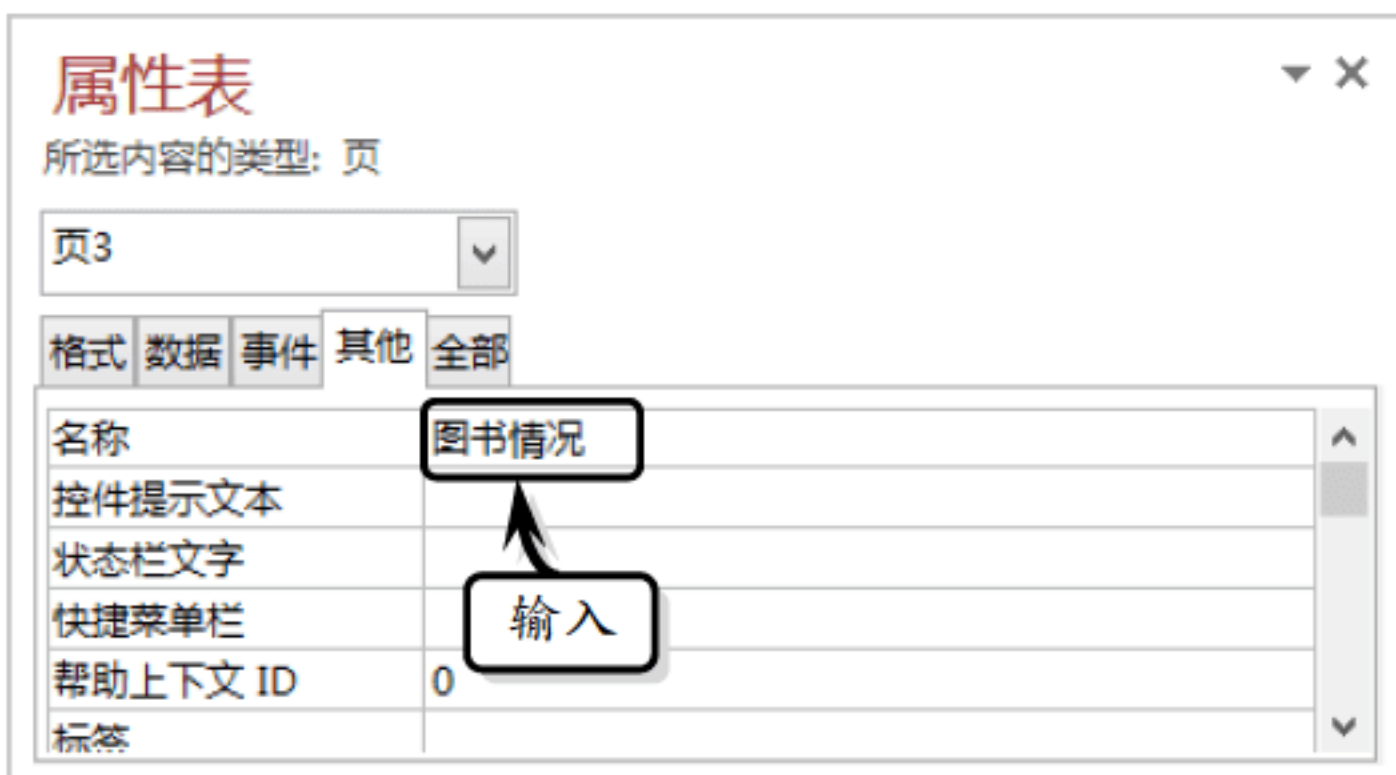 属性表
所选内容的类型: 页
页3
格式 数据 事件 其他 全部
名称 图书情况
控件提示文本
状态栏文字
快捷菜单栏
输入
帮助上下文 ID 0
标签